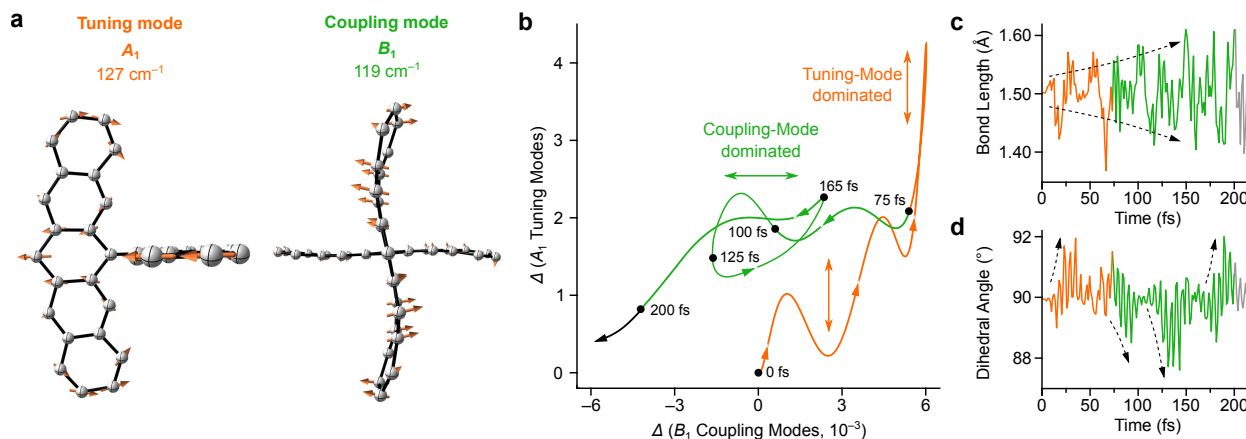 a
Tuning mode
A₁
127 cm⁻¹
Coupling mode
B₁
119 cm⁻¹
b
Δ (A₁ Tuning Modes)
4
3
2
1
0
Tuning-Mode
dominated
Coupling-Mode
dominated
165 fs
75 fs
100 fs
125 fs
200 fs
0 fs
−6
−3
0
3
6
Δ (B₁ Coupling Modes, 10⁻³)
c
Bond Length (Å)
1.60
1.50
1.40
0
50
100
150
200
Time (fs)
d
Dihedral Angle (°)
92
90
88
0
50
100
150
200
Time (fs)